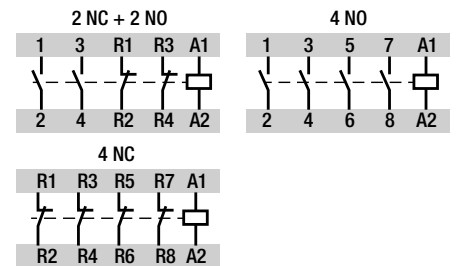 2 NC + 2 NO
1 3 R1 R3 A1
2 4 R2 R4 A2
4 NO
1 3 5 7 A1
2 4 6 8 A2
4 NC
R1 R3 R5 R7 A1
R2 R4 R6 R8 A2